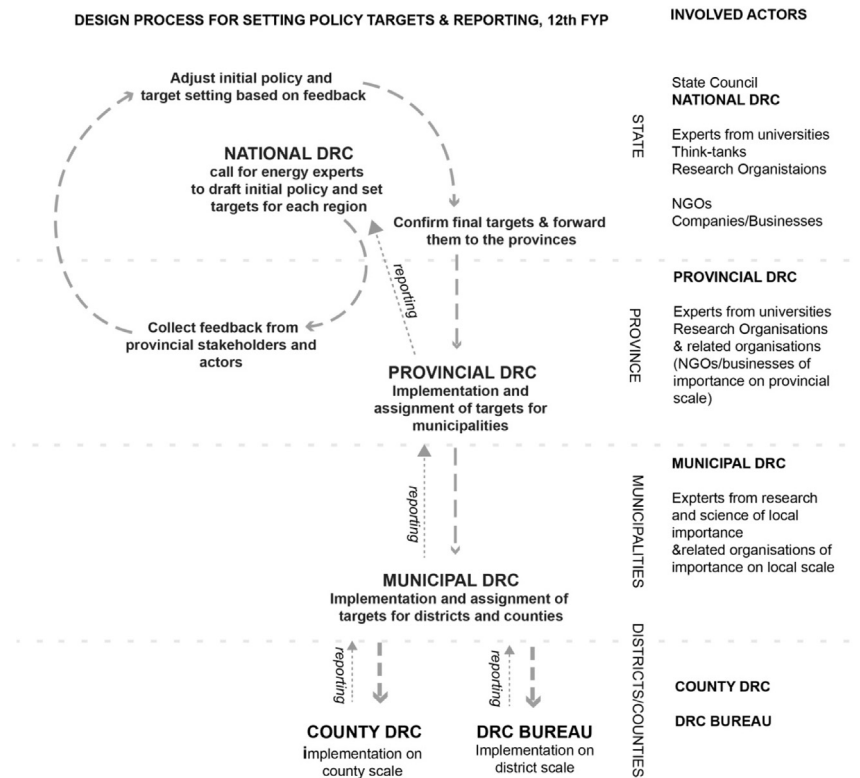 DESIGN PROCESS FOR SETTING POLICY TARGETS & REPORTING, 12th FYP
INVOLVED ACTORS
Adjust initial policy and
target setting based on feedback
NATIONAL DRC
call for energy experts
to draft initial policy and set
targets for each region
Confirm final targets & forward
them to the provinces
reporting
Collect feedback from
provincial stakeholders and
actors
PROVINCIAL DRC
Implementation and
assignment of targets for
municipalities
reporting
MUNICIPAL DRC
Implementation and assignment of
targets for districts and counties
reporting
reporting
COUNTY DRC
implementation on
county scale
DRC BUREAU
Implementation on
district scale
STATE
PROVINCE
MUNICIPALITIES
DISTRICTS/COUNTIES
State Council
NATIONAL DRC
Experts from universities
Think-tanks
Research Organistaions
NGOs
Companies/Businesses
PROVINCIAL DRC
Experts from universities
Research Organisations
& related organisations
(NGOs/businesses of
importance on provincial
scale)
MUNICIPAL DRC
Expterts from research
and science of local
importance
&related organisations of
importance on local scale
COUNTY DRC
DRC BUREAU